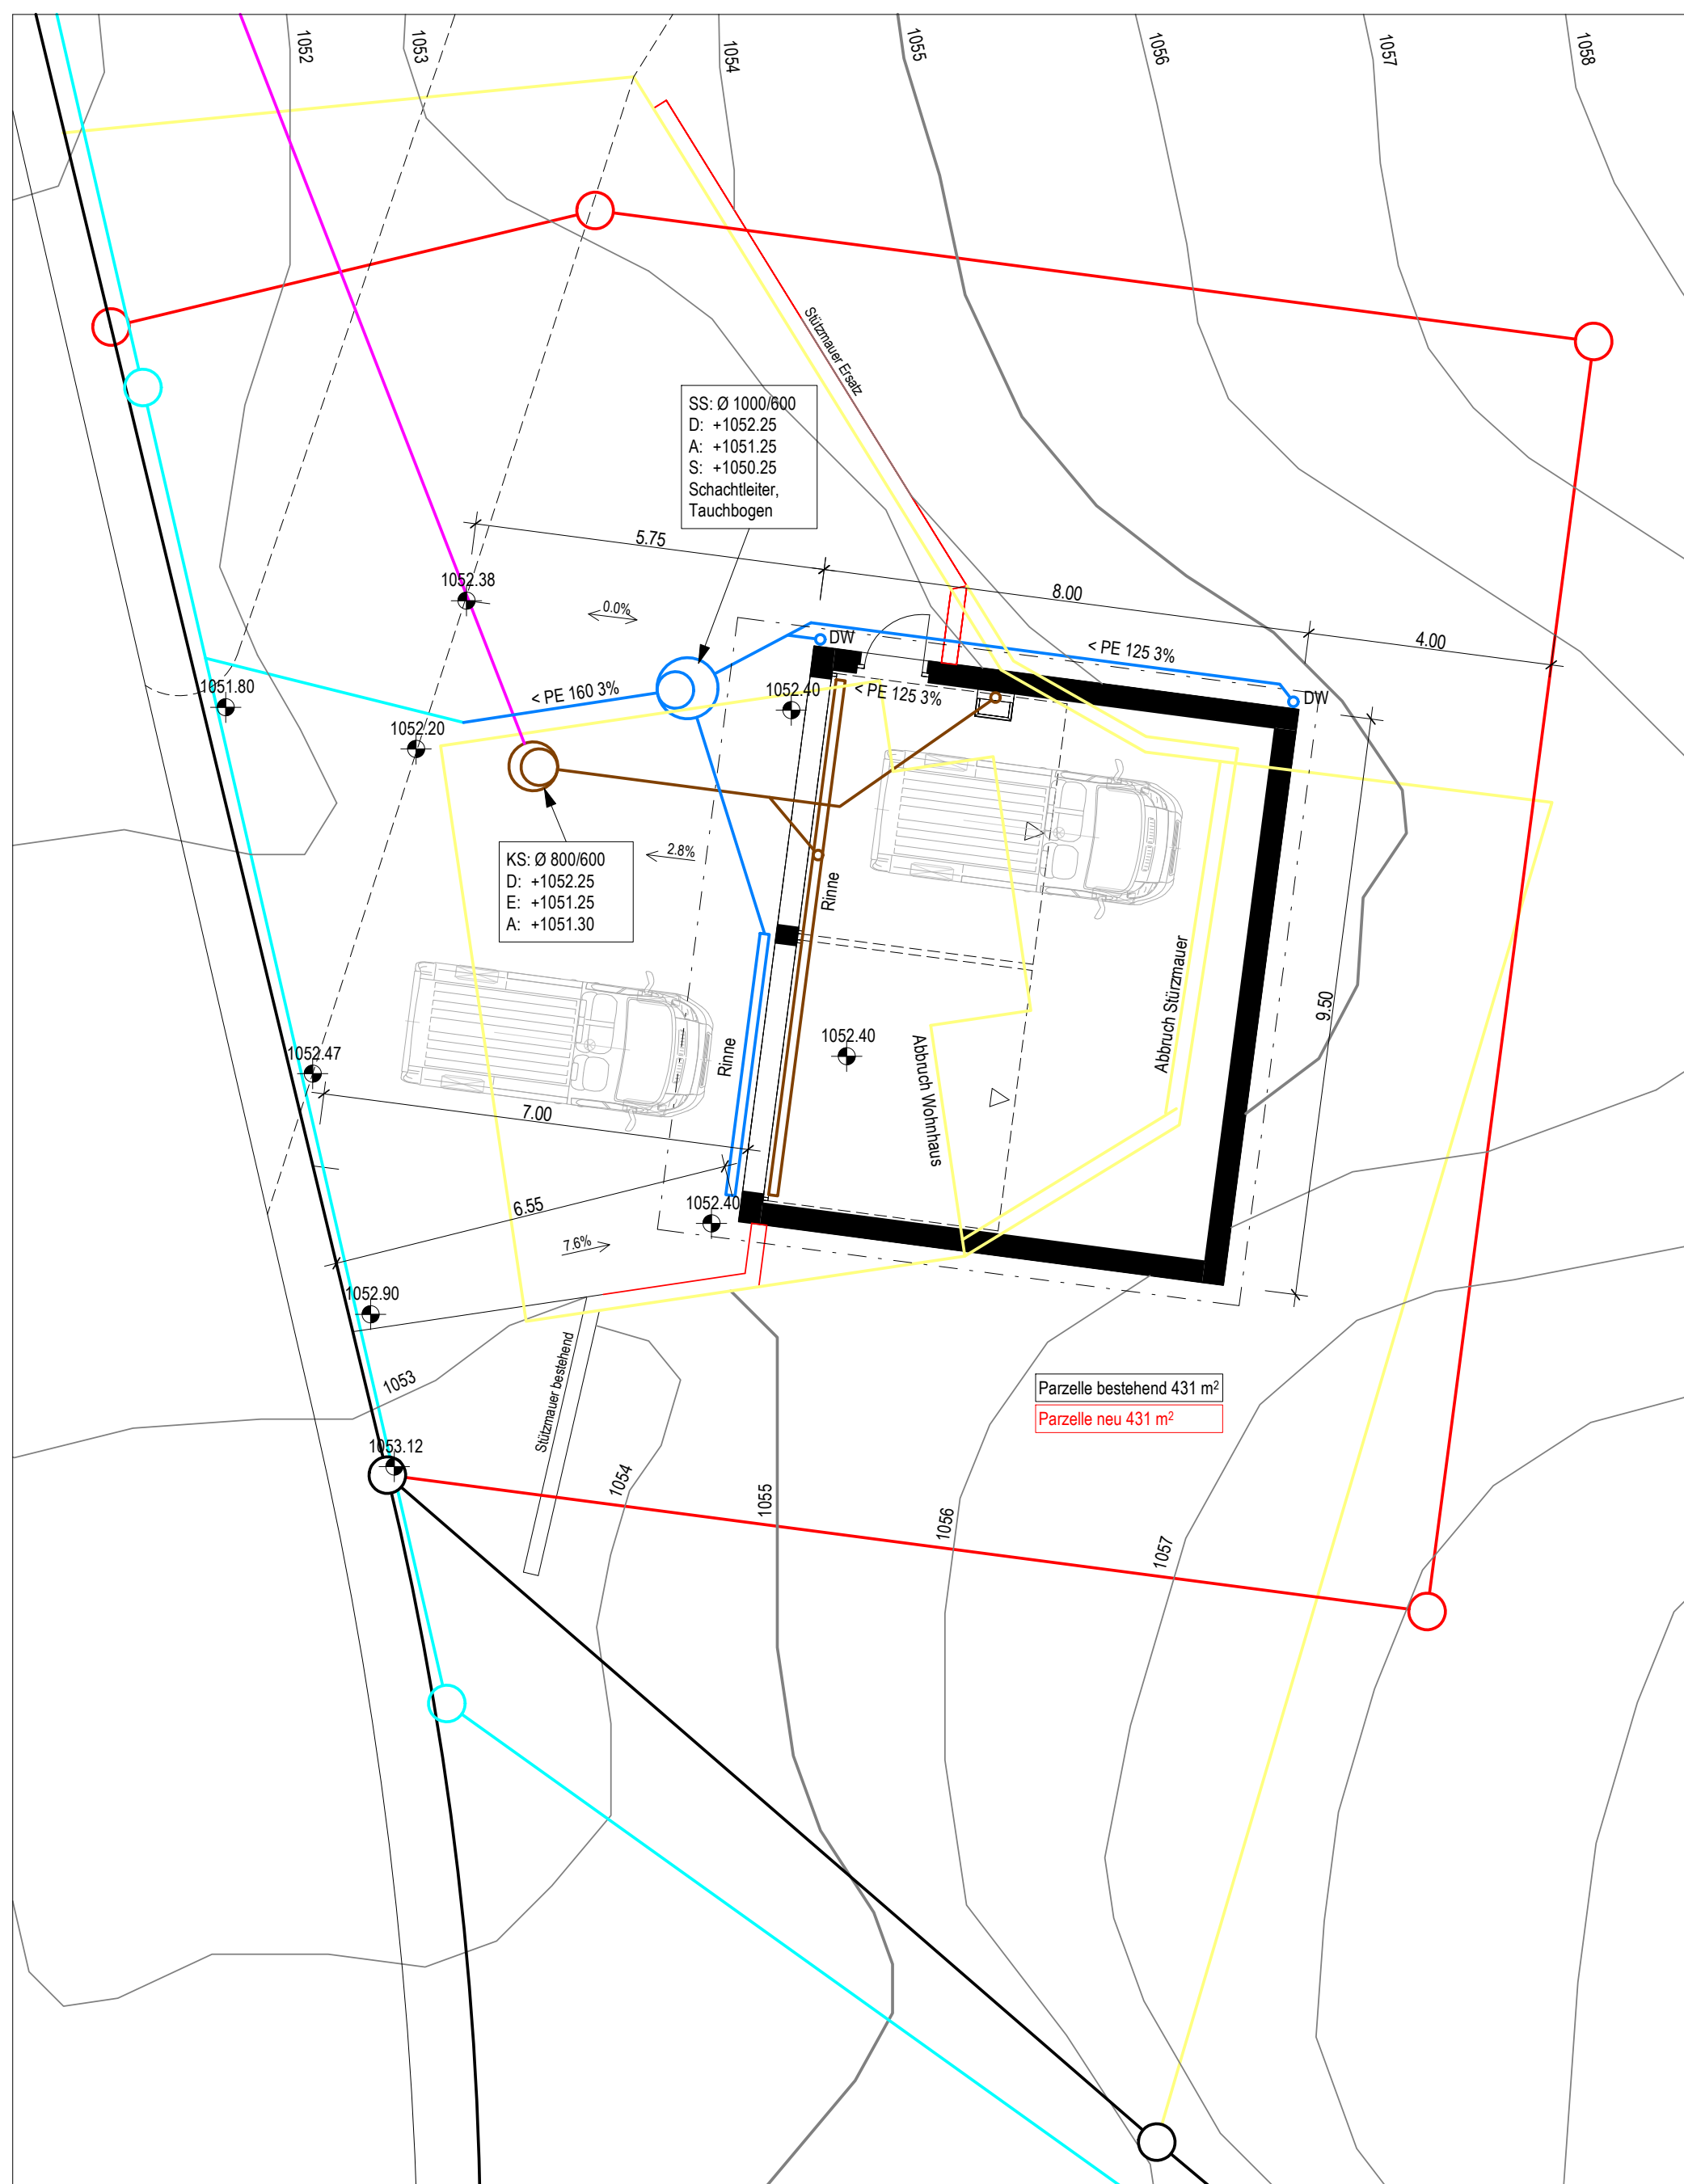 1052
1053
1054
1055
1056
1057
1058
Stützmauer Ersatz
SS: Ø 1000/600
D: +1052.25
A: +1051.25
S: +1050.25
Schachtleiter,
Tauchbogen
5.75
8.00
4.00
1052.38
0.0%
DW
< PE 125 3%
DW
1051.80
< PE 160 3%
1052.40
< PE 125 3%
1052.20
KS: Ø 800/600
D: +1052.25
E: +1051.25
A: +1051.30
2.8%
Rinne
Abbruch Stürzmauer
9.50
1052.47
Rinne
1052.40
Abbruch Wohnhaus
7.00
6.55
1052.40
7.6%
1052.90
Stützmauer bestehend
1053
Parzelle bestehend 431 m²
Parzelle neu 431 m²
1053.12
1054
1055
1056
1057